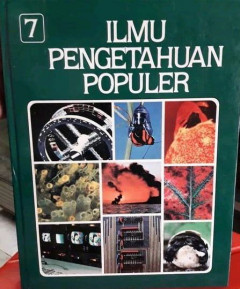 7
ILMU
PENGETAHUAN
POPULER